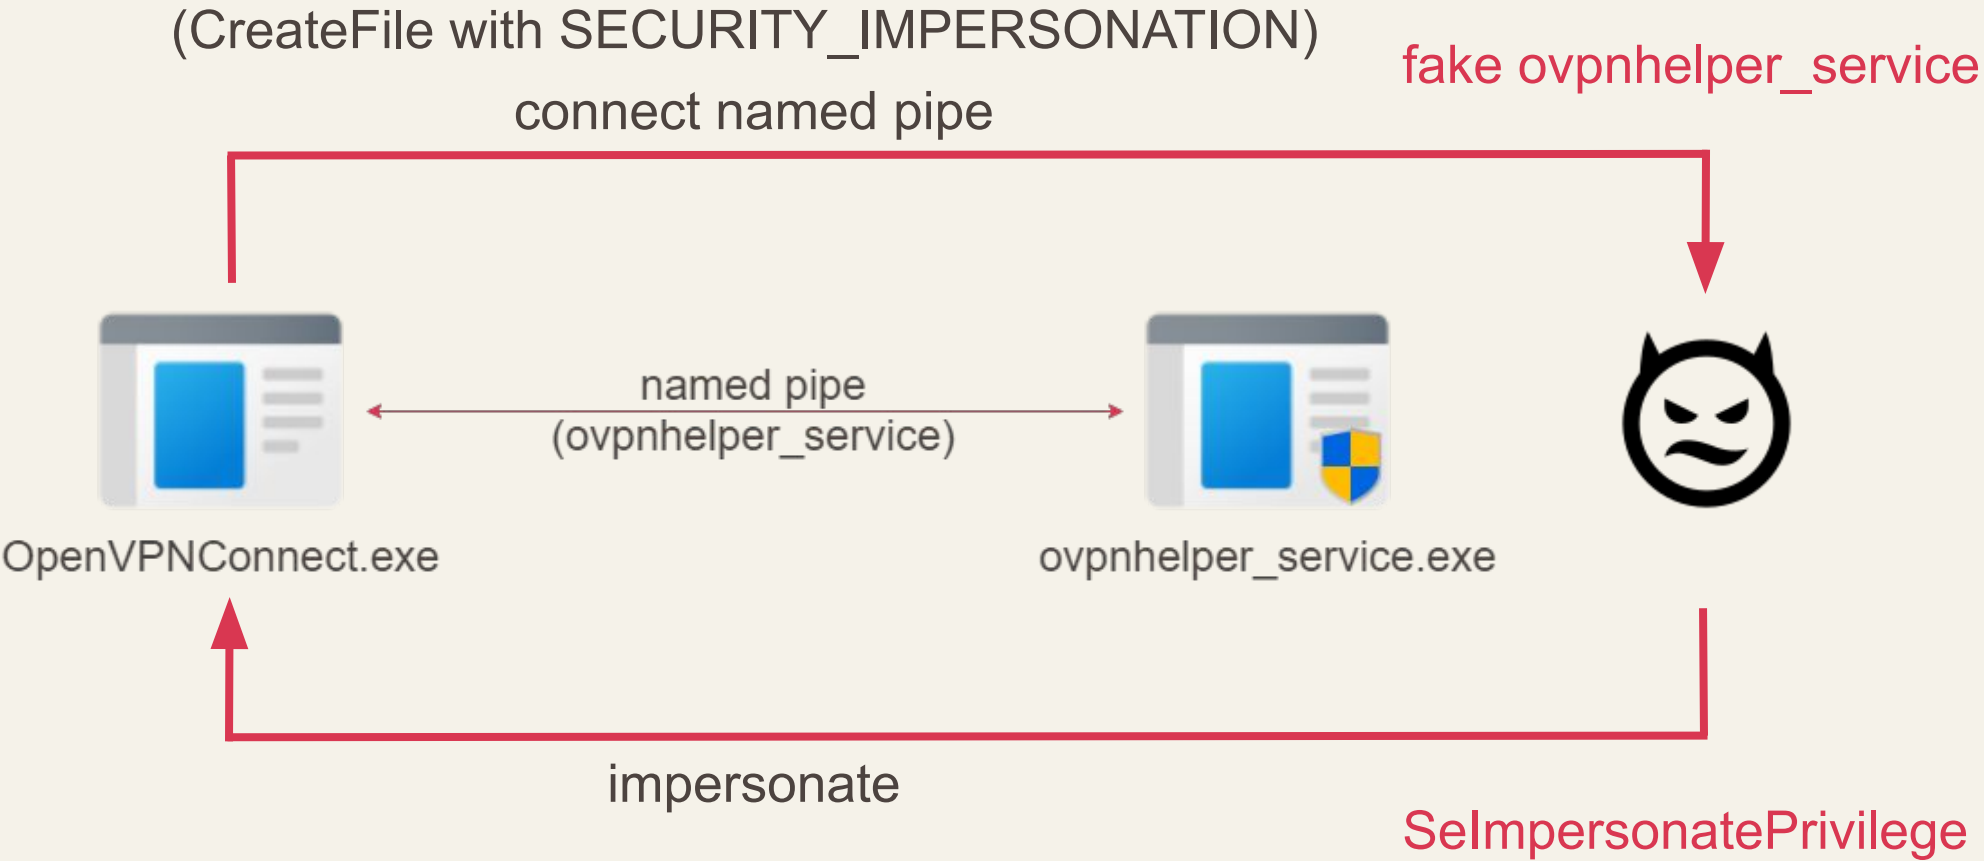 (CreateFile with SECURITY_IMPERSONATION)
fake ovpnhelper_service
connect named pipe
named pipe
(ovpnhelper_service)
OpenVPNConnect.exe
ovpnhelper_service.exe
impersonate
SeImpersonatePrivilege